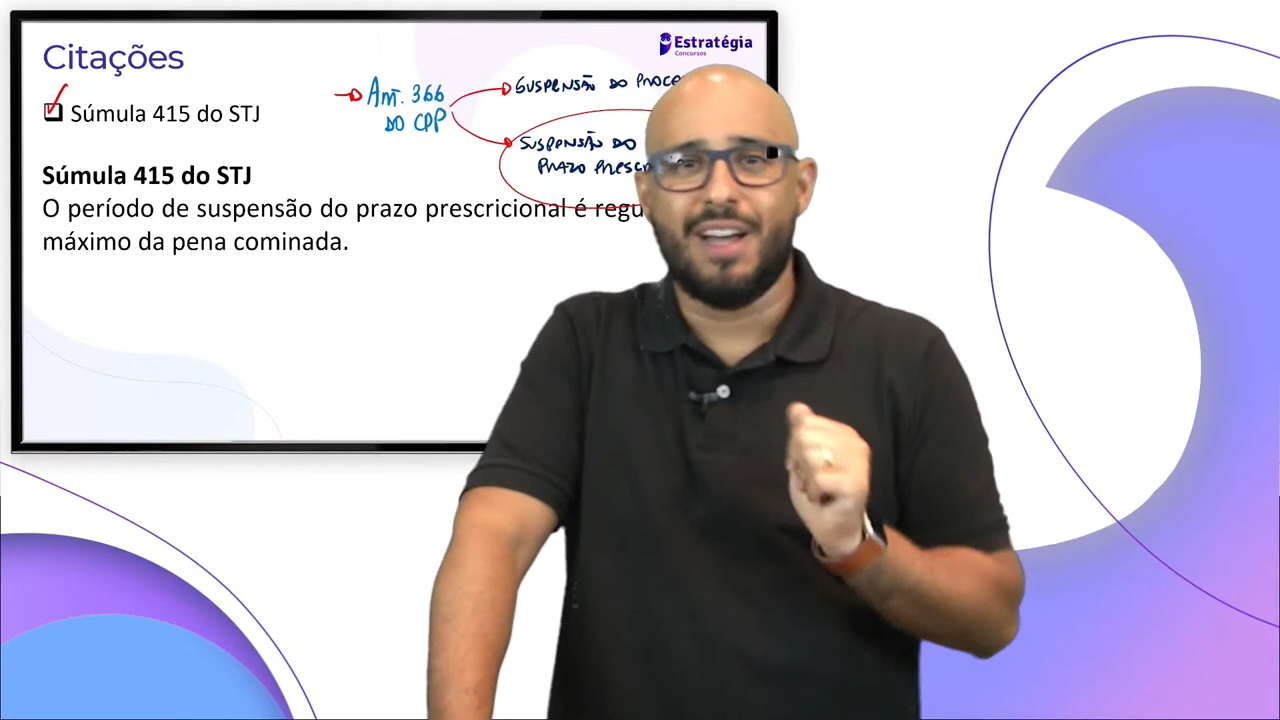 Citações
Estratégia
Concursos
Súmula 415 do STJ
→ ART. 366
DO CPP
SUSPENSÃO DO
SUSPENSÃO DO
PRAZO
Súmula 415 do STJ
O período de suspensão do prazo prescricional é
máximo da pena cominada.